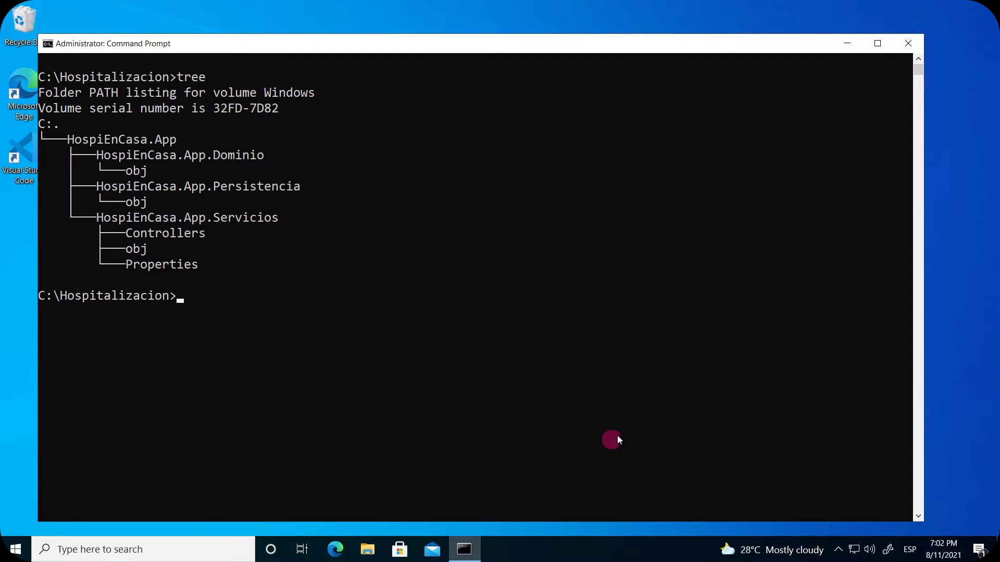 Recycle B
Microsof
Edge
Visual Stud
Code
Administrator: Command Prompt
C:\Hospitalizacion>tree
Folder PATH listing for volume Windows
Volume serial number is 32FD-7D82
C:.
└───HospiEnCasa.App
    ├───HospiEnCasa.App.Dominio
    │   └───obj
    ├───HospiEnCasa.App.Persistencia
    │   └───obj
    └───HospiEnCasa.App.Servicios
        ├───Controllers
        ├───obj
        └───Properties
C:\Hospitalizacion>
Type here to search
28°C Mostly cloudy
ESP
7:02 PM
8/11/2021
1